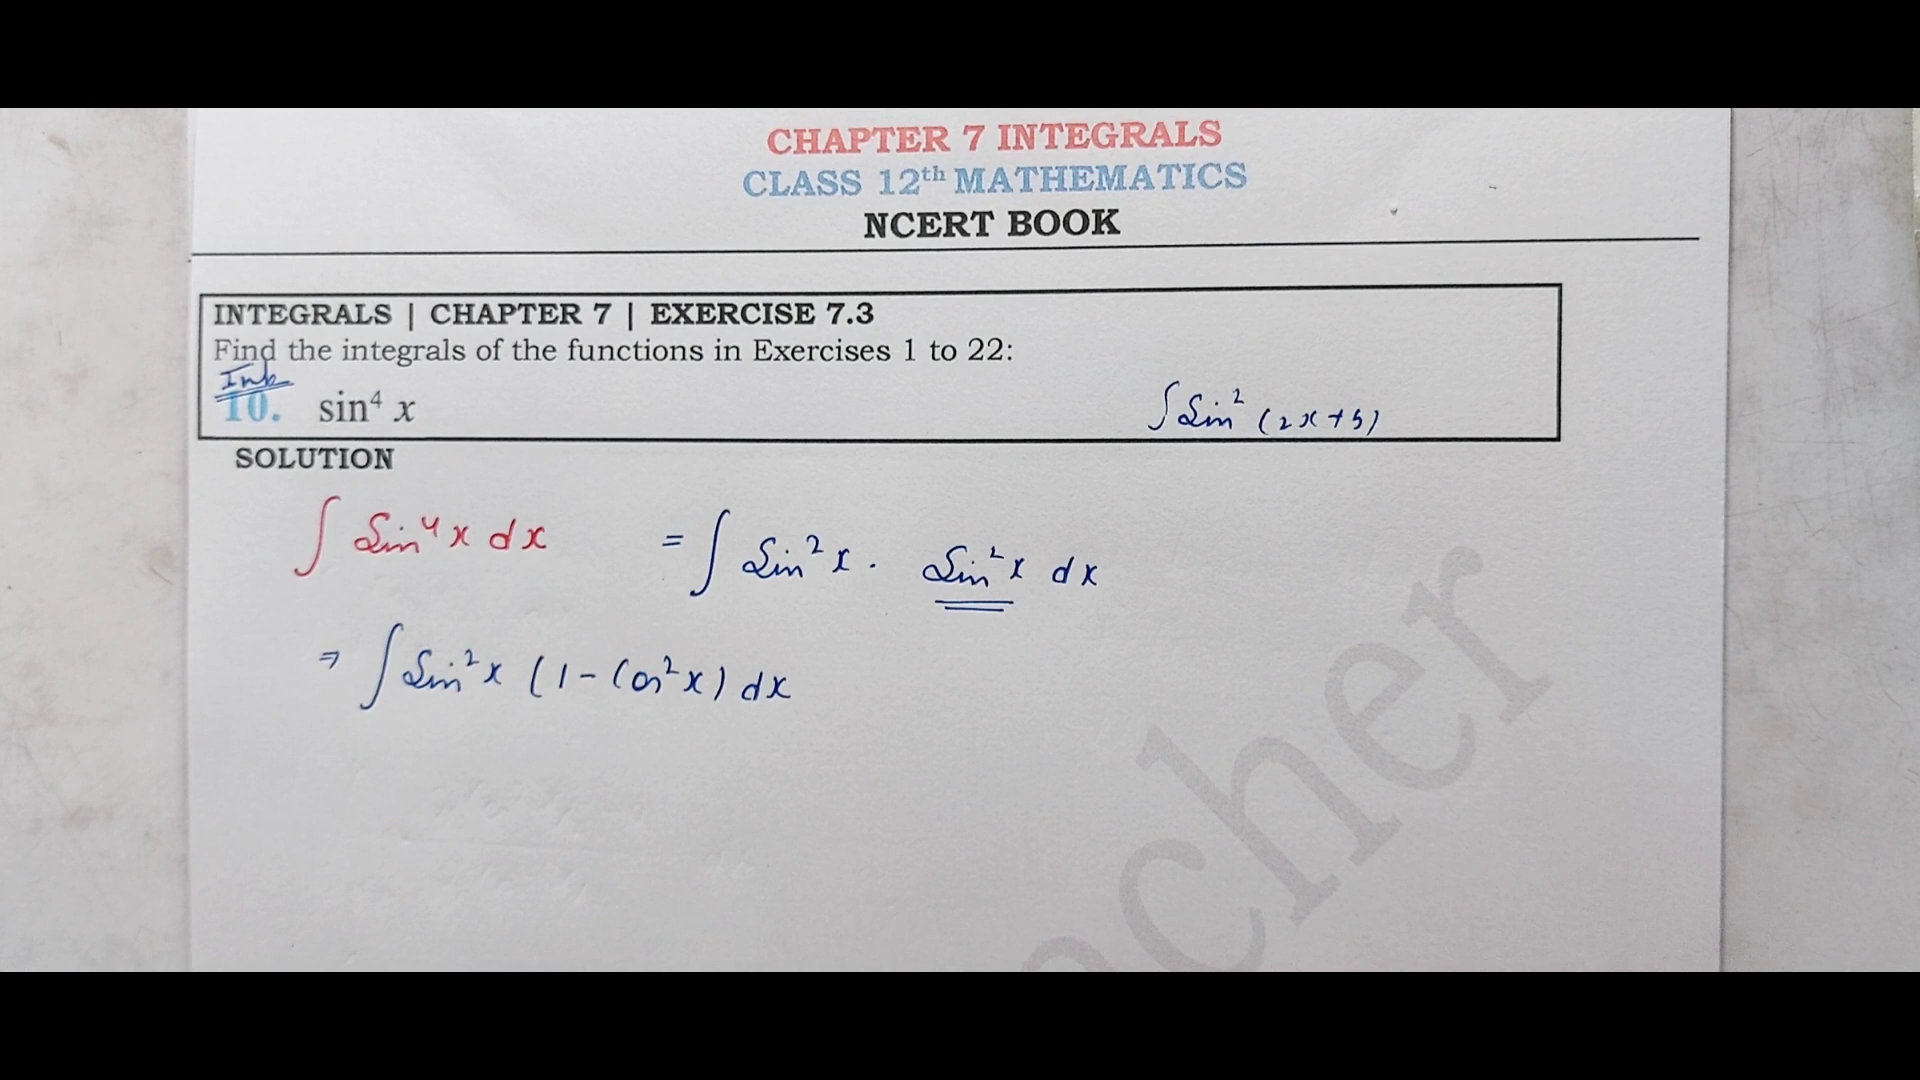 CHAPTER 7 INTEGRALS
CLASS 12th MATHEMATICS
NCERT BOOK
INTEGRALS | CHAPTER 7 | EXERCISE 7.3
Find the integrals of the functions in Exercises 1 to 22:
10. sin⁴ x
∫ Sin² (2x+5)
SOLUTION
∫ Sin⁴x dx = ∫ Sin²x . Sin²x dx
⇒ ∫ Sin²x (1 - Cos²x) dx
cher